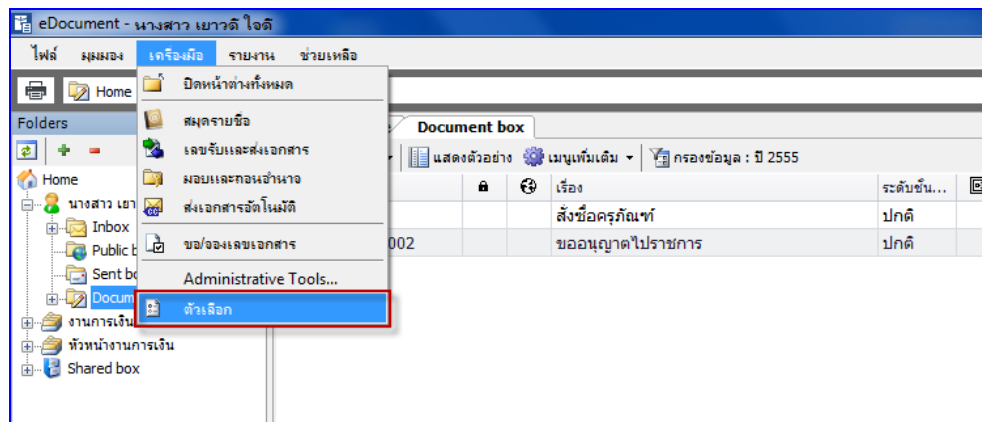 eDocument - นางสาว เยาวดี ใจดี
ไฟล์ มุมมอง เครื่องมือ รายงาน ช่วยเหลือ
Home
ปิดหน้าต่างทั้งหมด
สมุดรายชื่อ
เลขรับและส่งเอกสาร
มอบและถอนอำนาจ
ส่งเอกสารอัตโนมัติ
ขอ/จองเลขเอกสาร
Administrative Tools...
ตัวเลือก
Folders
Home
นางสาว เยา
Inbox
Public b
Sent bo
Docum
งานการเงิน
หัวหน้างานการเงิน
Shared box
Document box
แสดงตัวอย่าง เมนูเพิ่มเติม กรองข้อมูล : ปี 2555
เรื่อง ระดับชั้น...
สั่งซื้อครุภัณฑ์ ปกติ
002 ขออนุญาตไปราชการ ปกติ